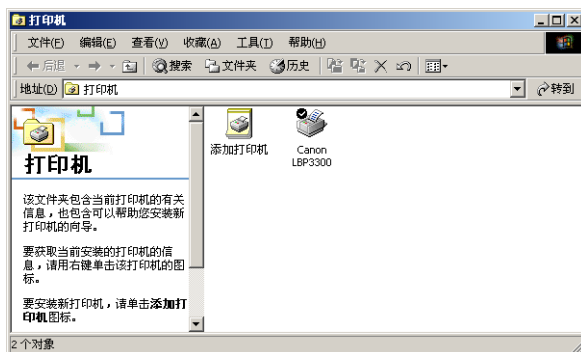 打印机
文件(F) 编辑(E) 查看(V) 收藏(A) 工具(T) 帮助(H)
后退 搜索 文件夹 历史
地址(D) 打印机 转到
打印机
该文件夹包含当前打印机的有关
信息，也包含可以帮助您安装新
打印机的向导。
要获取当前安装的打印机的信
息，请用右键单击该打印机的图
标。
要安装新打印机，请单击添加打
印机图标。
添加打印机
Canon
LBP3300
2 个对象